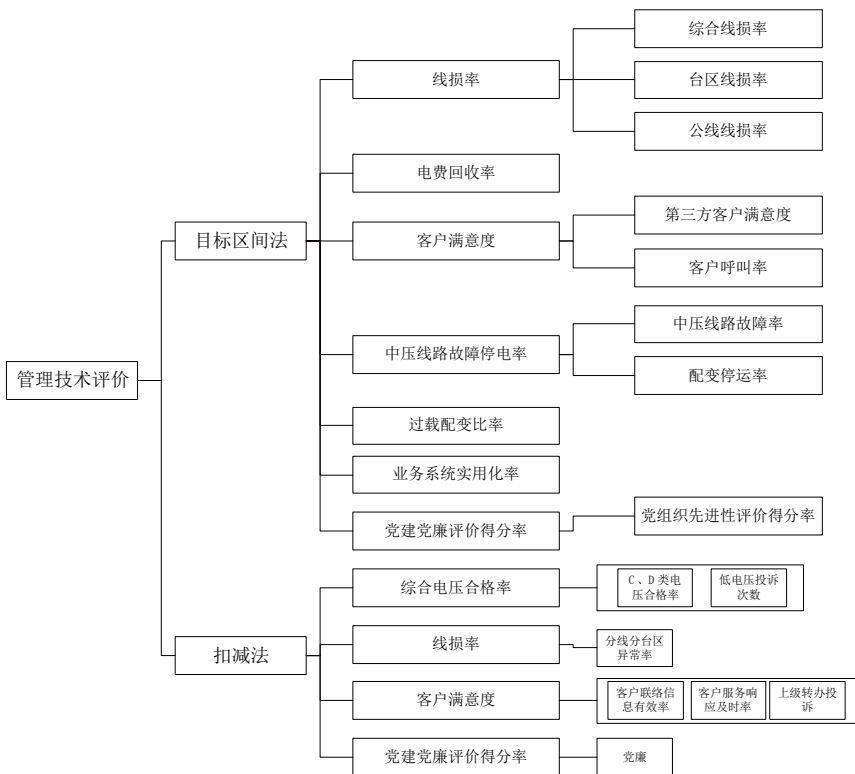 综合线损率
线损率
台区线损率
公线线损率
电费回收率
第三方客户满意度
目标区间法
客户满意度
客户呼叫率
中压线路故障率
中压线路故障停电率
管理技术评价
配变停运率
过载配变比率
业务系统实用化率
党组织先进性评价得分率
党建党廉评价得分率
综合电压合格率
C、D类电
压合格率
低电压投诉
次数
扣减法
线损率
分线分台区
异常率
客户满意度
客户联络信
息有效率
客户服务响
应及时率
上级转办投
诉
党建党廉评价得分率
党廉